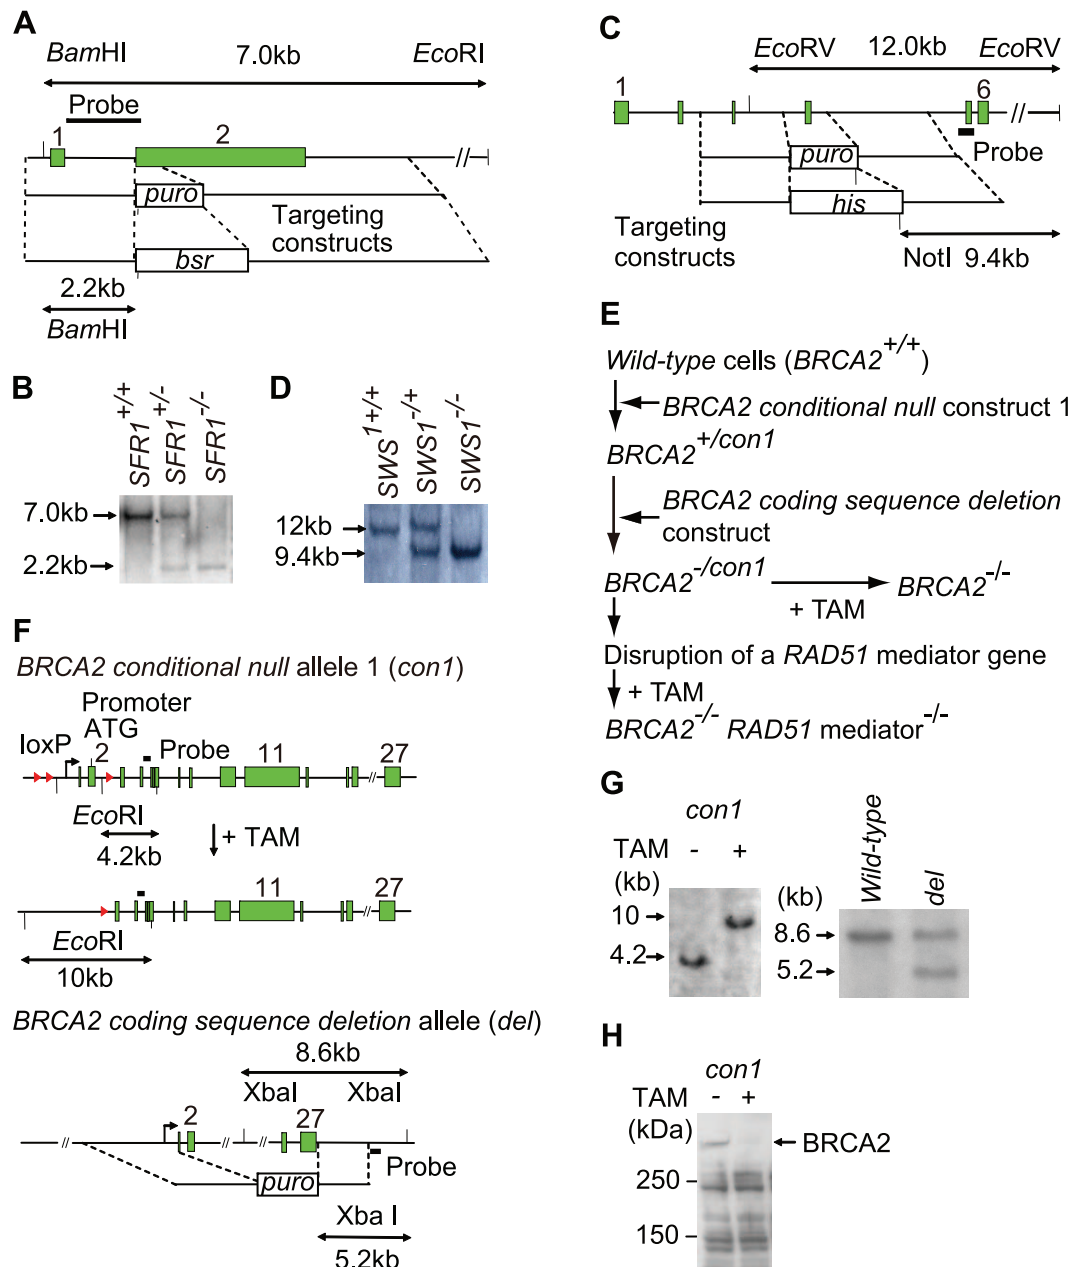 A
BamHI 7.0kb EcoRI
Probe
1 2
puro
Targeting
constructs
bsr
2.2kb
BamHI
B
SFR1+/+
SFR1+/-
SFR1-/-
7.0kb
2.2kb
C
12.0kb
EcoRV EcoRV
1 6
//
puro
Probe
his
Targeting
constructs
NotI 9.4kb
D
SWS1+/+
SWS1-/+
SWS1-/-
12kb
9.4kb
E
Wild-type cells (BRCA2+/+)
BRCA2 conditional null construct 1
BRCA2+/con1
BRCA2 coding sequence deletion
construct
BRCA2-/con1 BRCA2-/-
+ TAM
Disruption of a RAD51 mediator gene
+ TAM
BRCA2-/- RAD51 mediator-/-
F
BRCA2 conditional null allele 1 (con1)
Promoter
ATG
loxP 2 Probe 11 27
//
EcoRI
4.2kb
+ TAM
11 27
//
EcoRI
10kb
BRCA2 coding sequence deletion allele (del)
8.6kb
XbaI XbaI
2 27
// // //
Probe
puro
Xba I
5.2kb
G
con1
TAM - +
(kb)
10
4.2
Wild-type
del
(kb)
8.6
5.2
H
con1
TAM - +
(kDa)
BRCA2
250
150